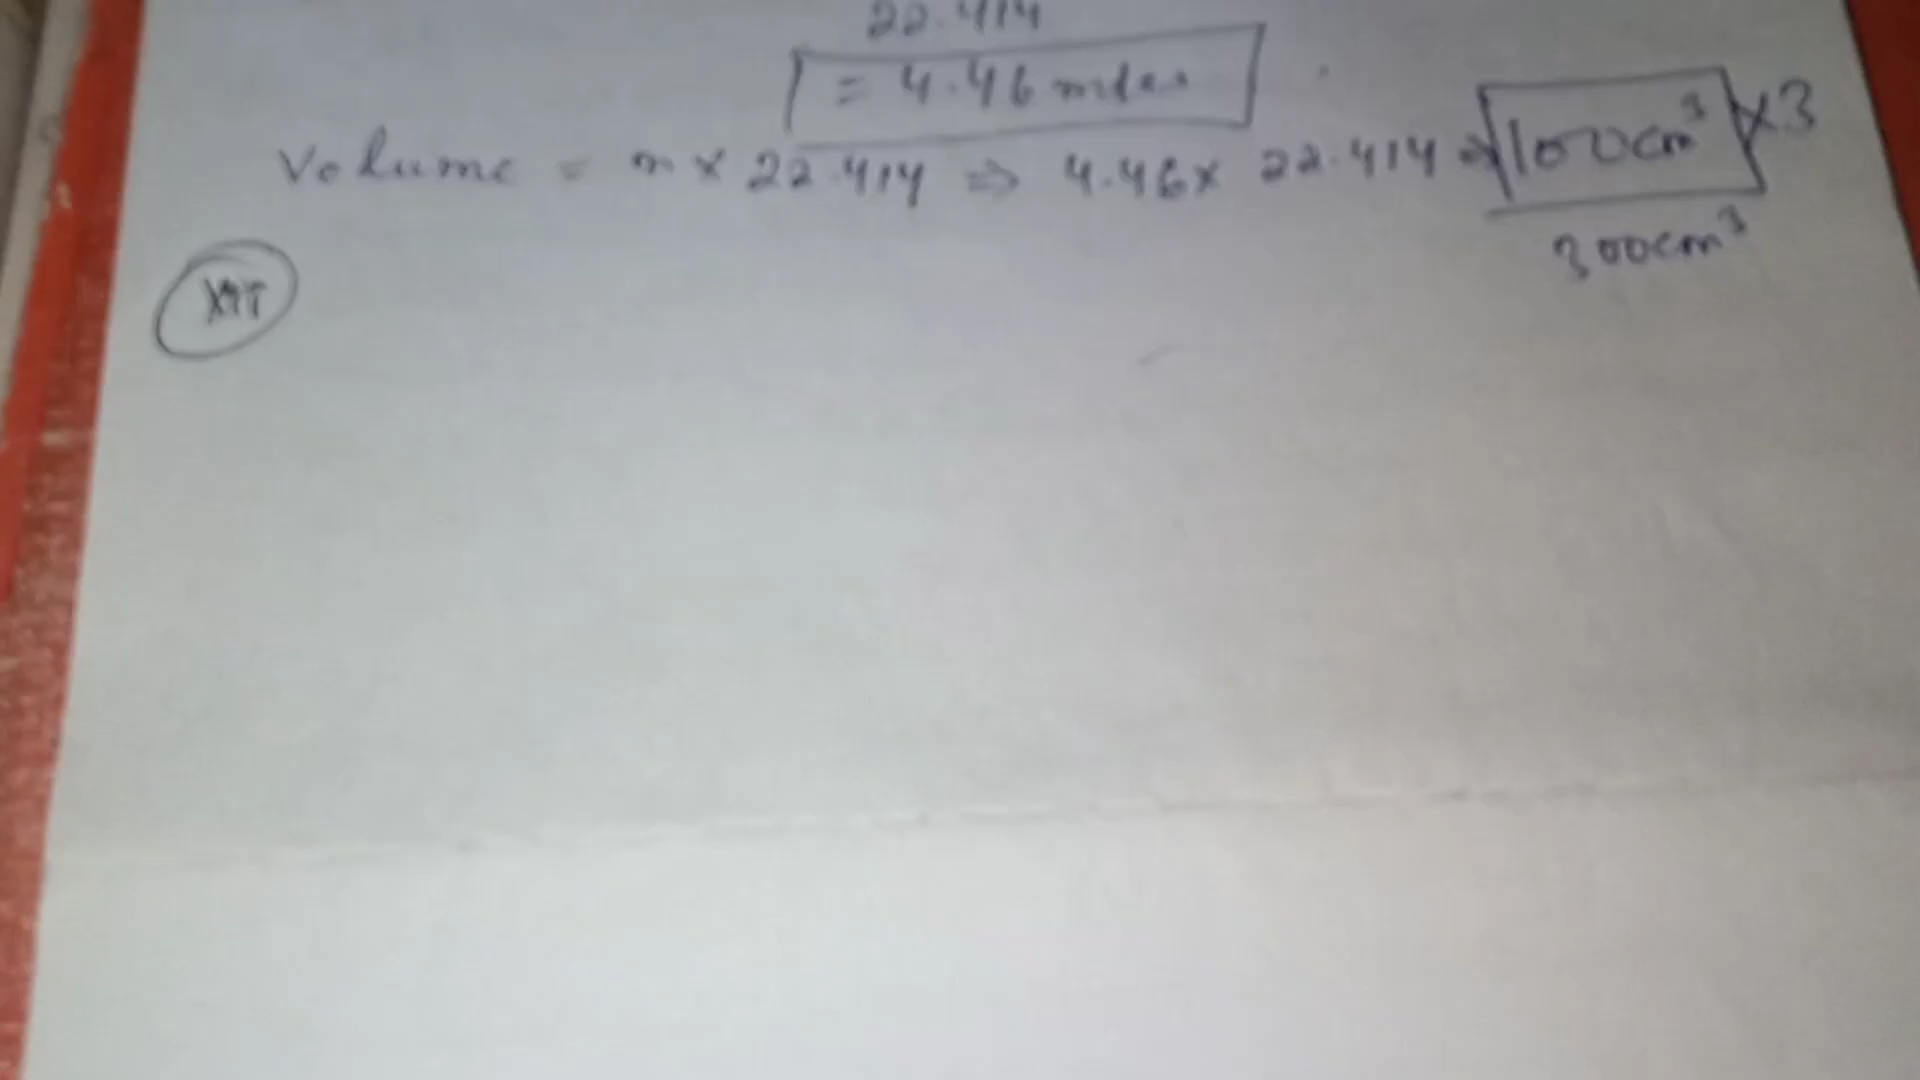 22.414
= 4.46 moles
Volume = n × 22.414 ⇒ 4.46 × 22.414 ⇒ 100cm³ × 3
300cm³